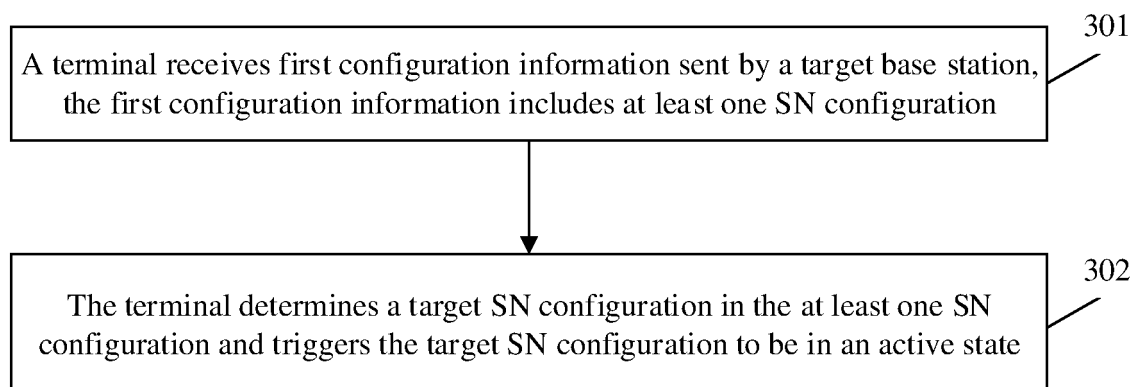 301
A terminal receives first configuration information sent by a target base station,
the first configuration information includes at least one SN configuration
302
The terminal determines a target SN configuration in the at least one SN
configuration and triggers the target SN configuration to be in an active state